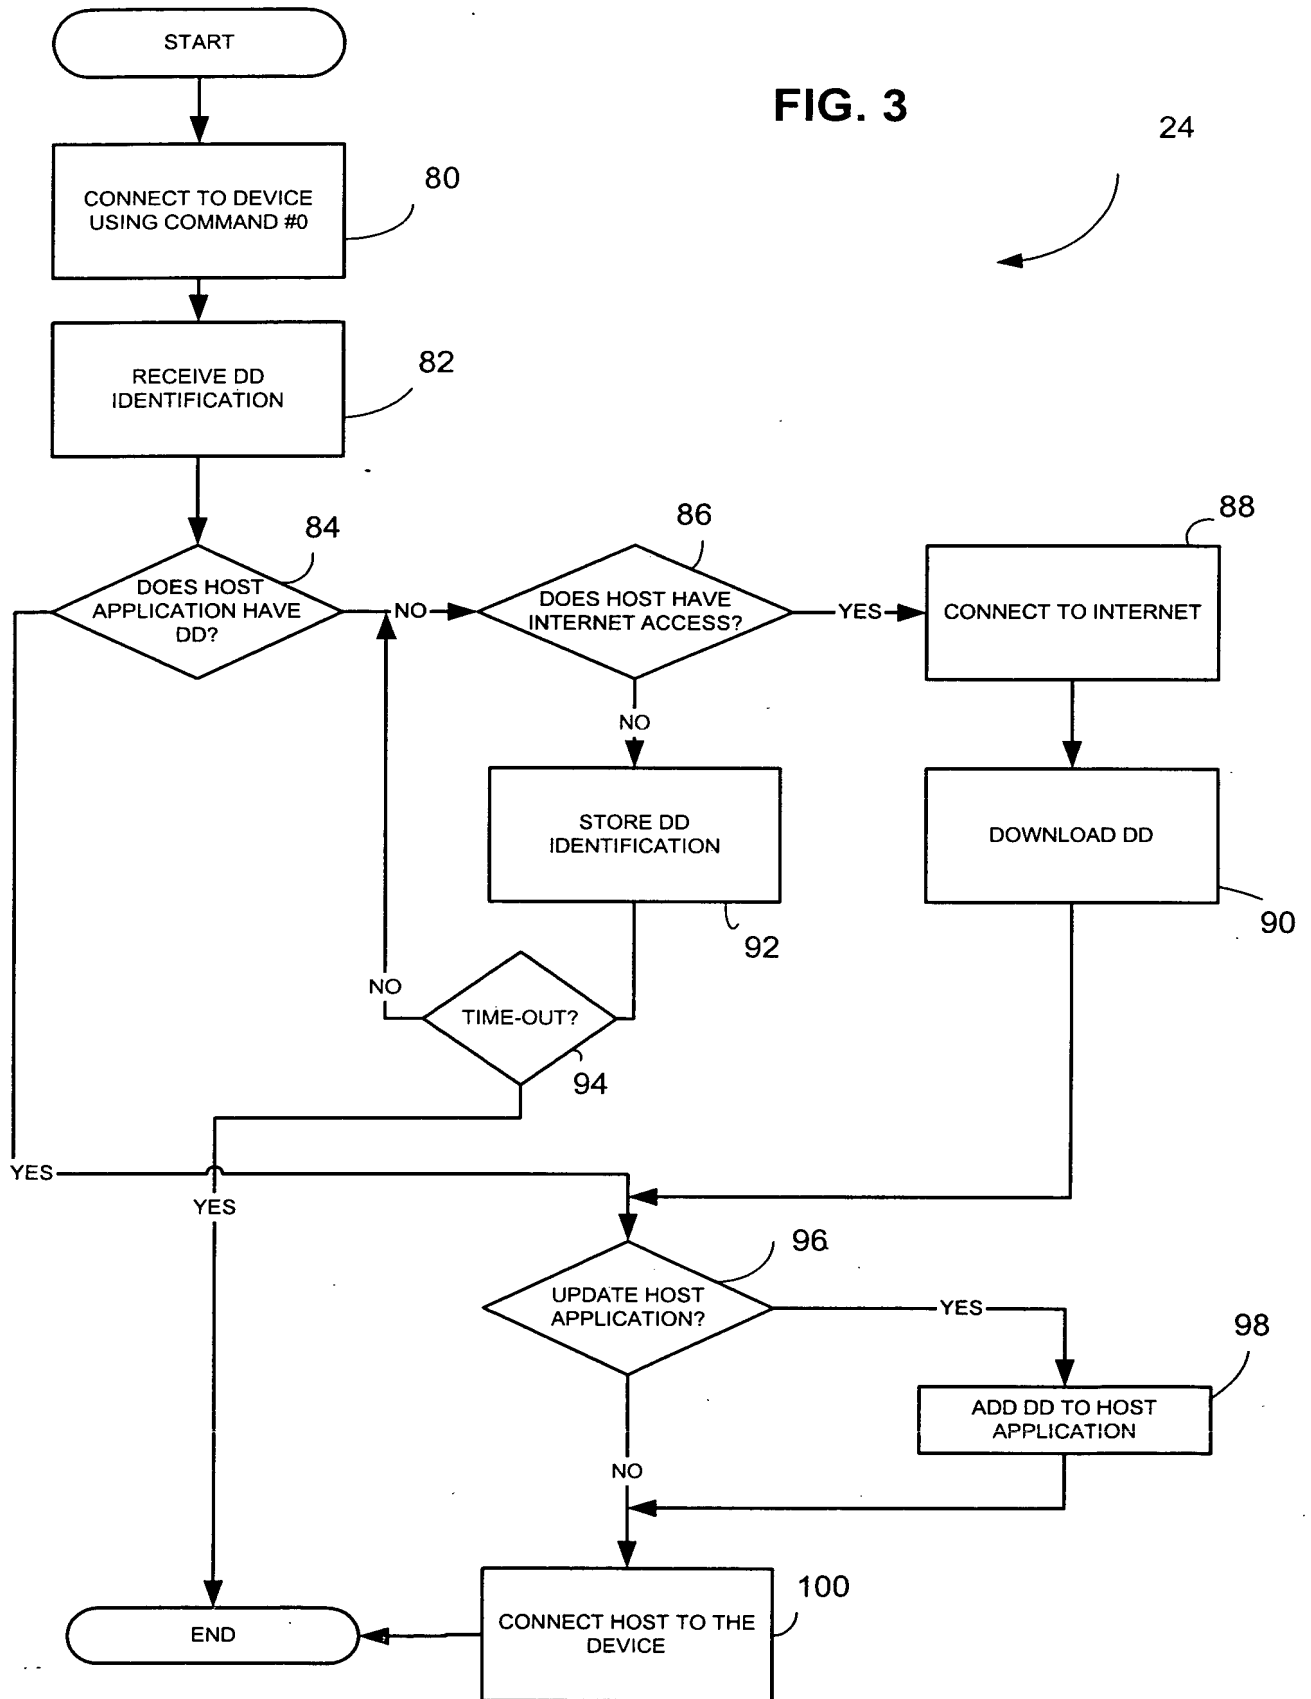 START
FIG. 3
24
CONNECT TO DEVICE
USING COMMAND #0
80
RECEIVE DD
IDENTIFICATION
82
84
DOES HOST
APPLICATION HAVE
DD?
NO
86
DOES HOST HAVE
INTERNET ACCESS?
YES
88
CONNECT TO INTERNET
NO
STORE DD
IDENTIFICATION
92
DOWNLOAD DD
90
NO
TIME-OUT?
94
YES
YES
96
UPDATE HOST
APPLICATION?
YES
98
ADD DD TO HOST
APPLICATION
NO
100
CONNECT HOST TO THE
DEVICE
END